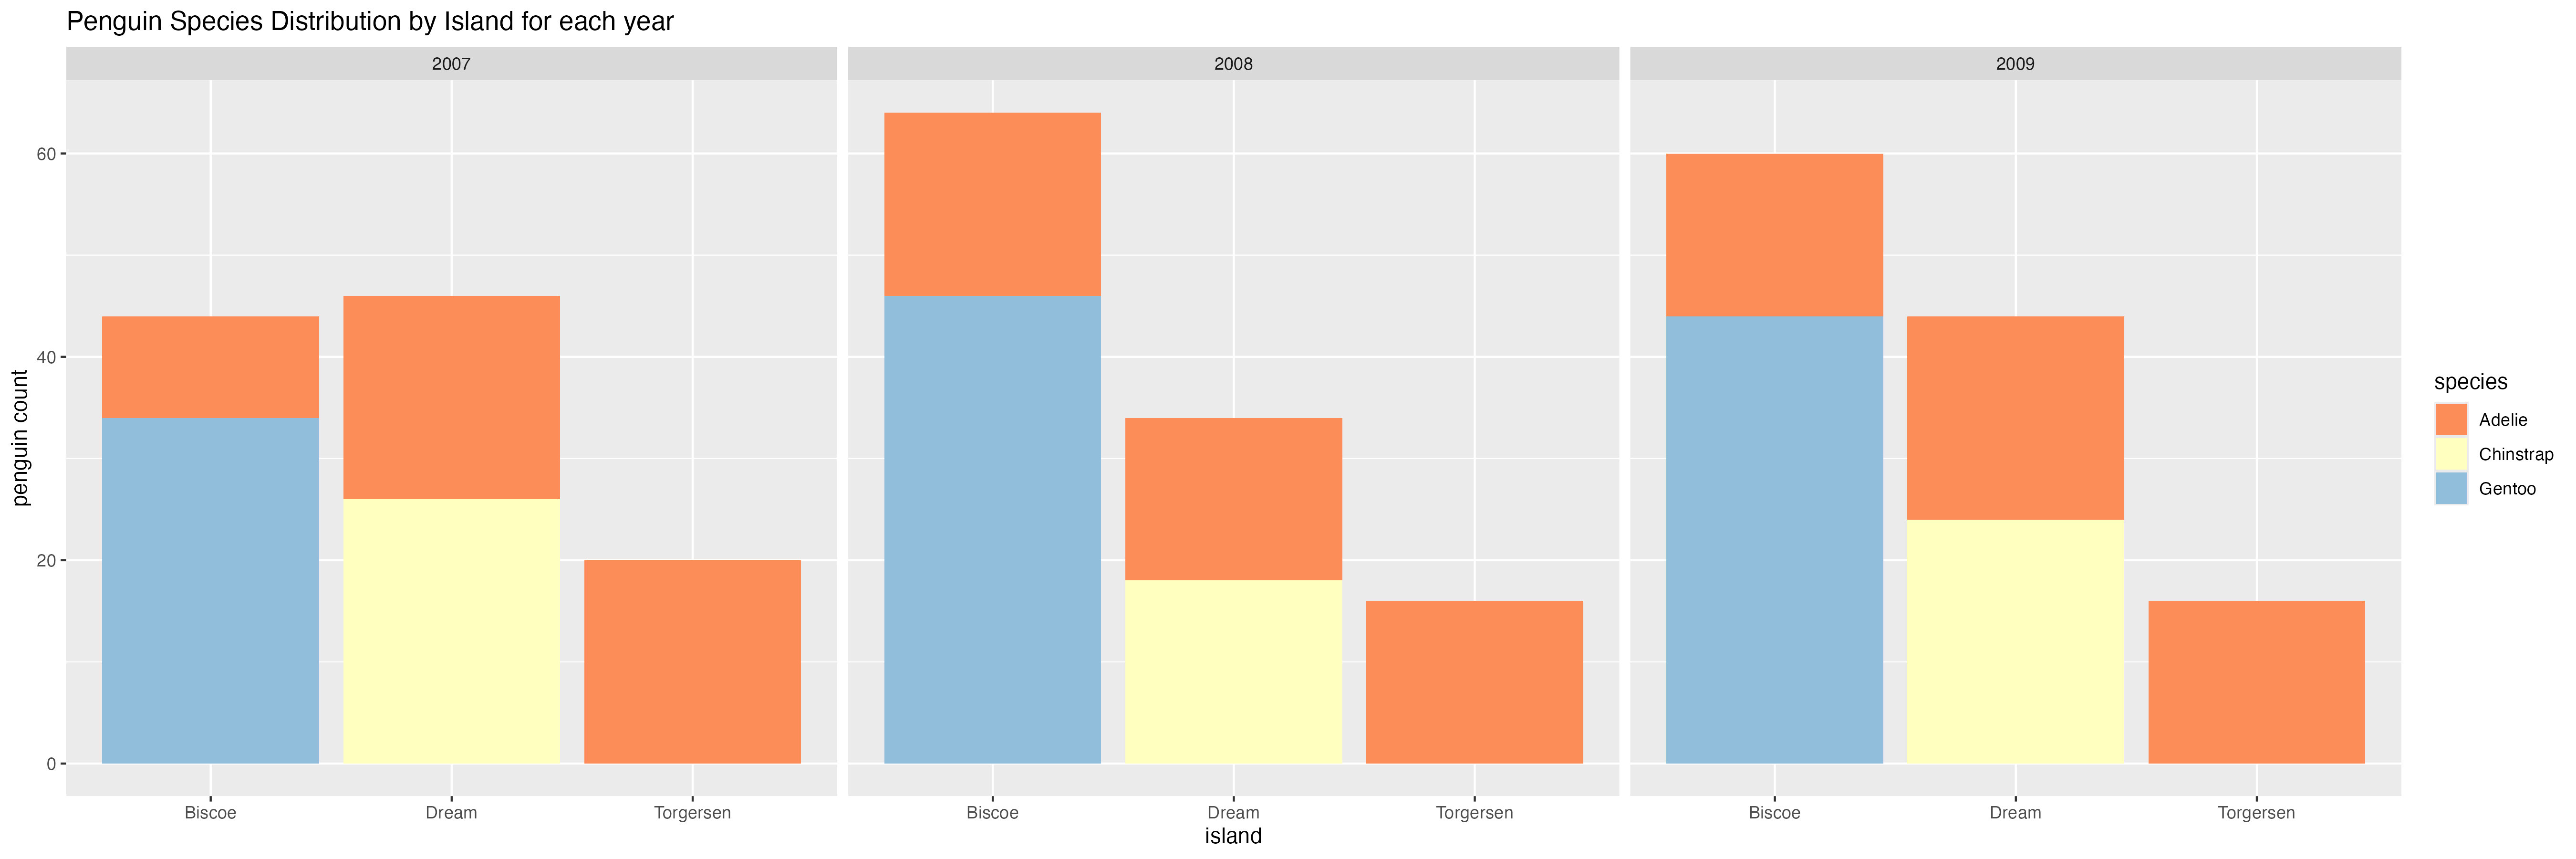 Penguin Species Distribution by Island for each year
2007 2008 2009
60
40
20
0
penguin count
Biscoe Dream Torgersen Biscoe Dream Torgersen Biscoe Dream Torgersen
island
species
Adelie
Chinstrap
Gentoo